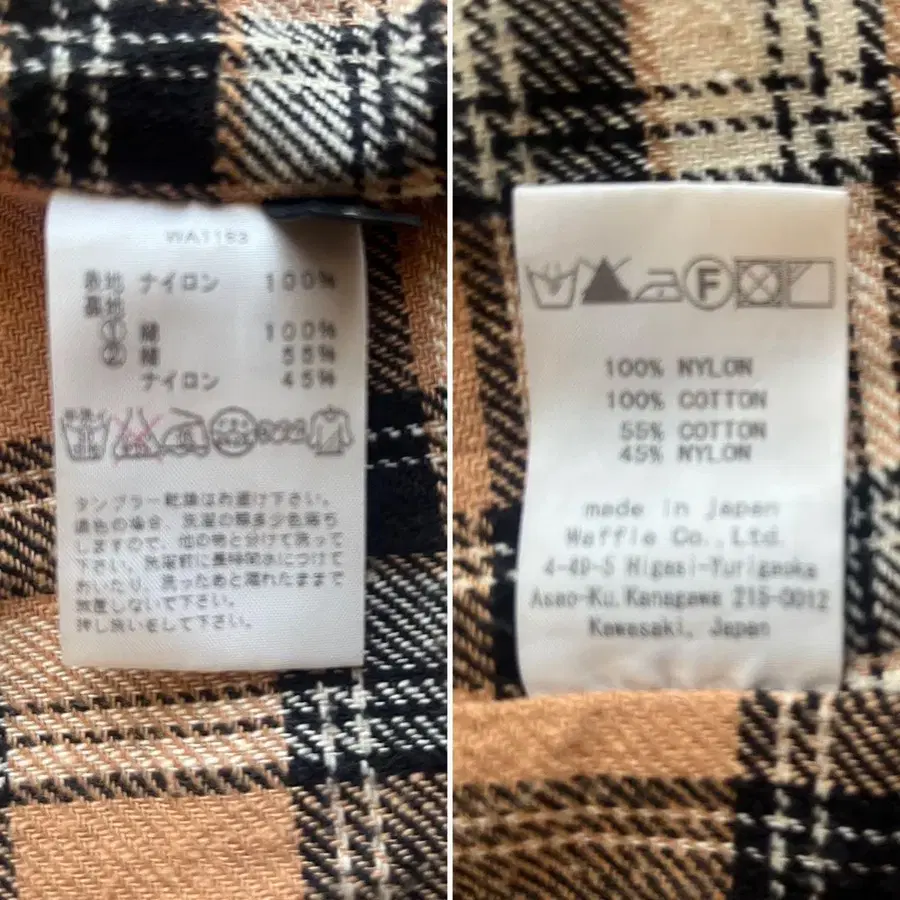 表地 ナイロン 100%
裏地
① 綿 100%
② 綿 55%
ナイロン 45%
タンブラー乾燥はお避け下さい。
濃色の場合、洗濯の際多少色落ち
しますので、他の物と分けて洗って
下さい。洗濯前に長時間水につけて
おいたり、洗ったあと濡れたままで
放置しないで下さい。
押し洗いをして下さい。
F
100% NYLON
100% COTTON
55% COTTON
45% NYLON
made in japan
Waffle Co., Ltd.
4-49-5 Higasi-Yurigaoka
Asao-Ku, Kanagawa 215-0012
Kawasaki, Japan